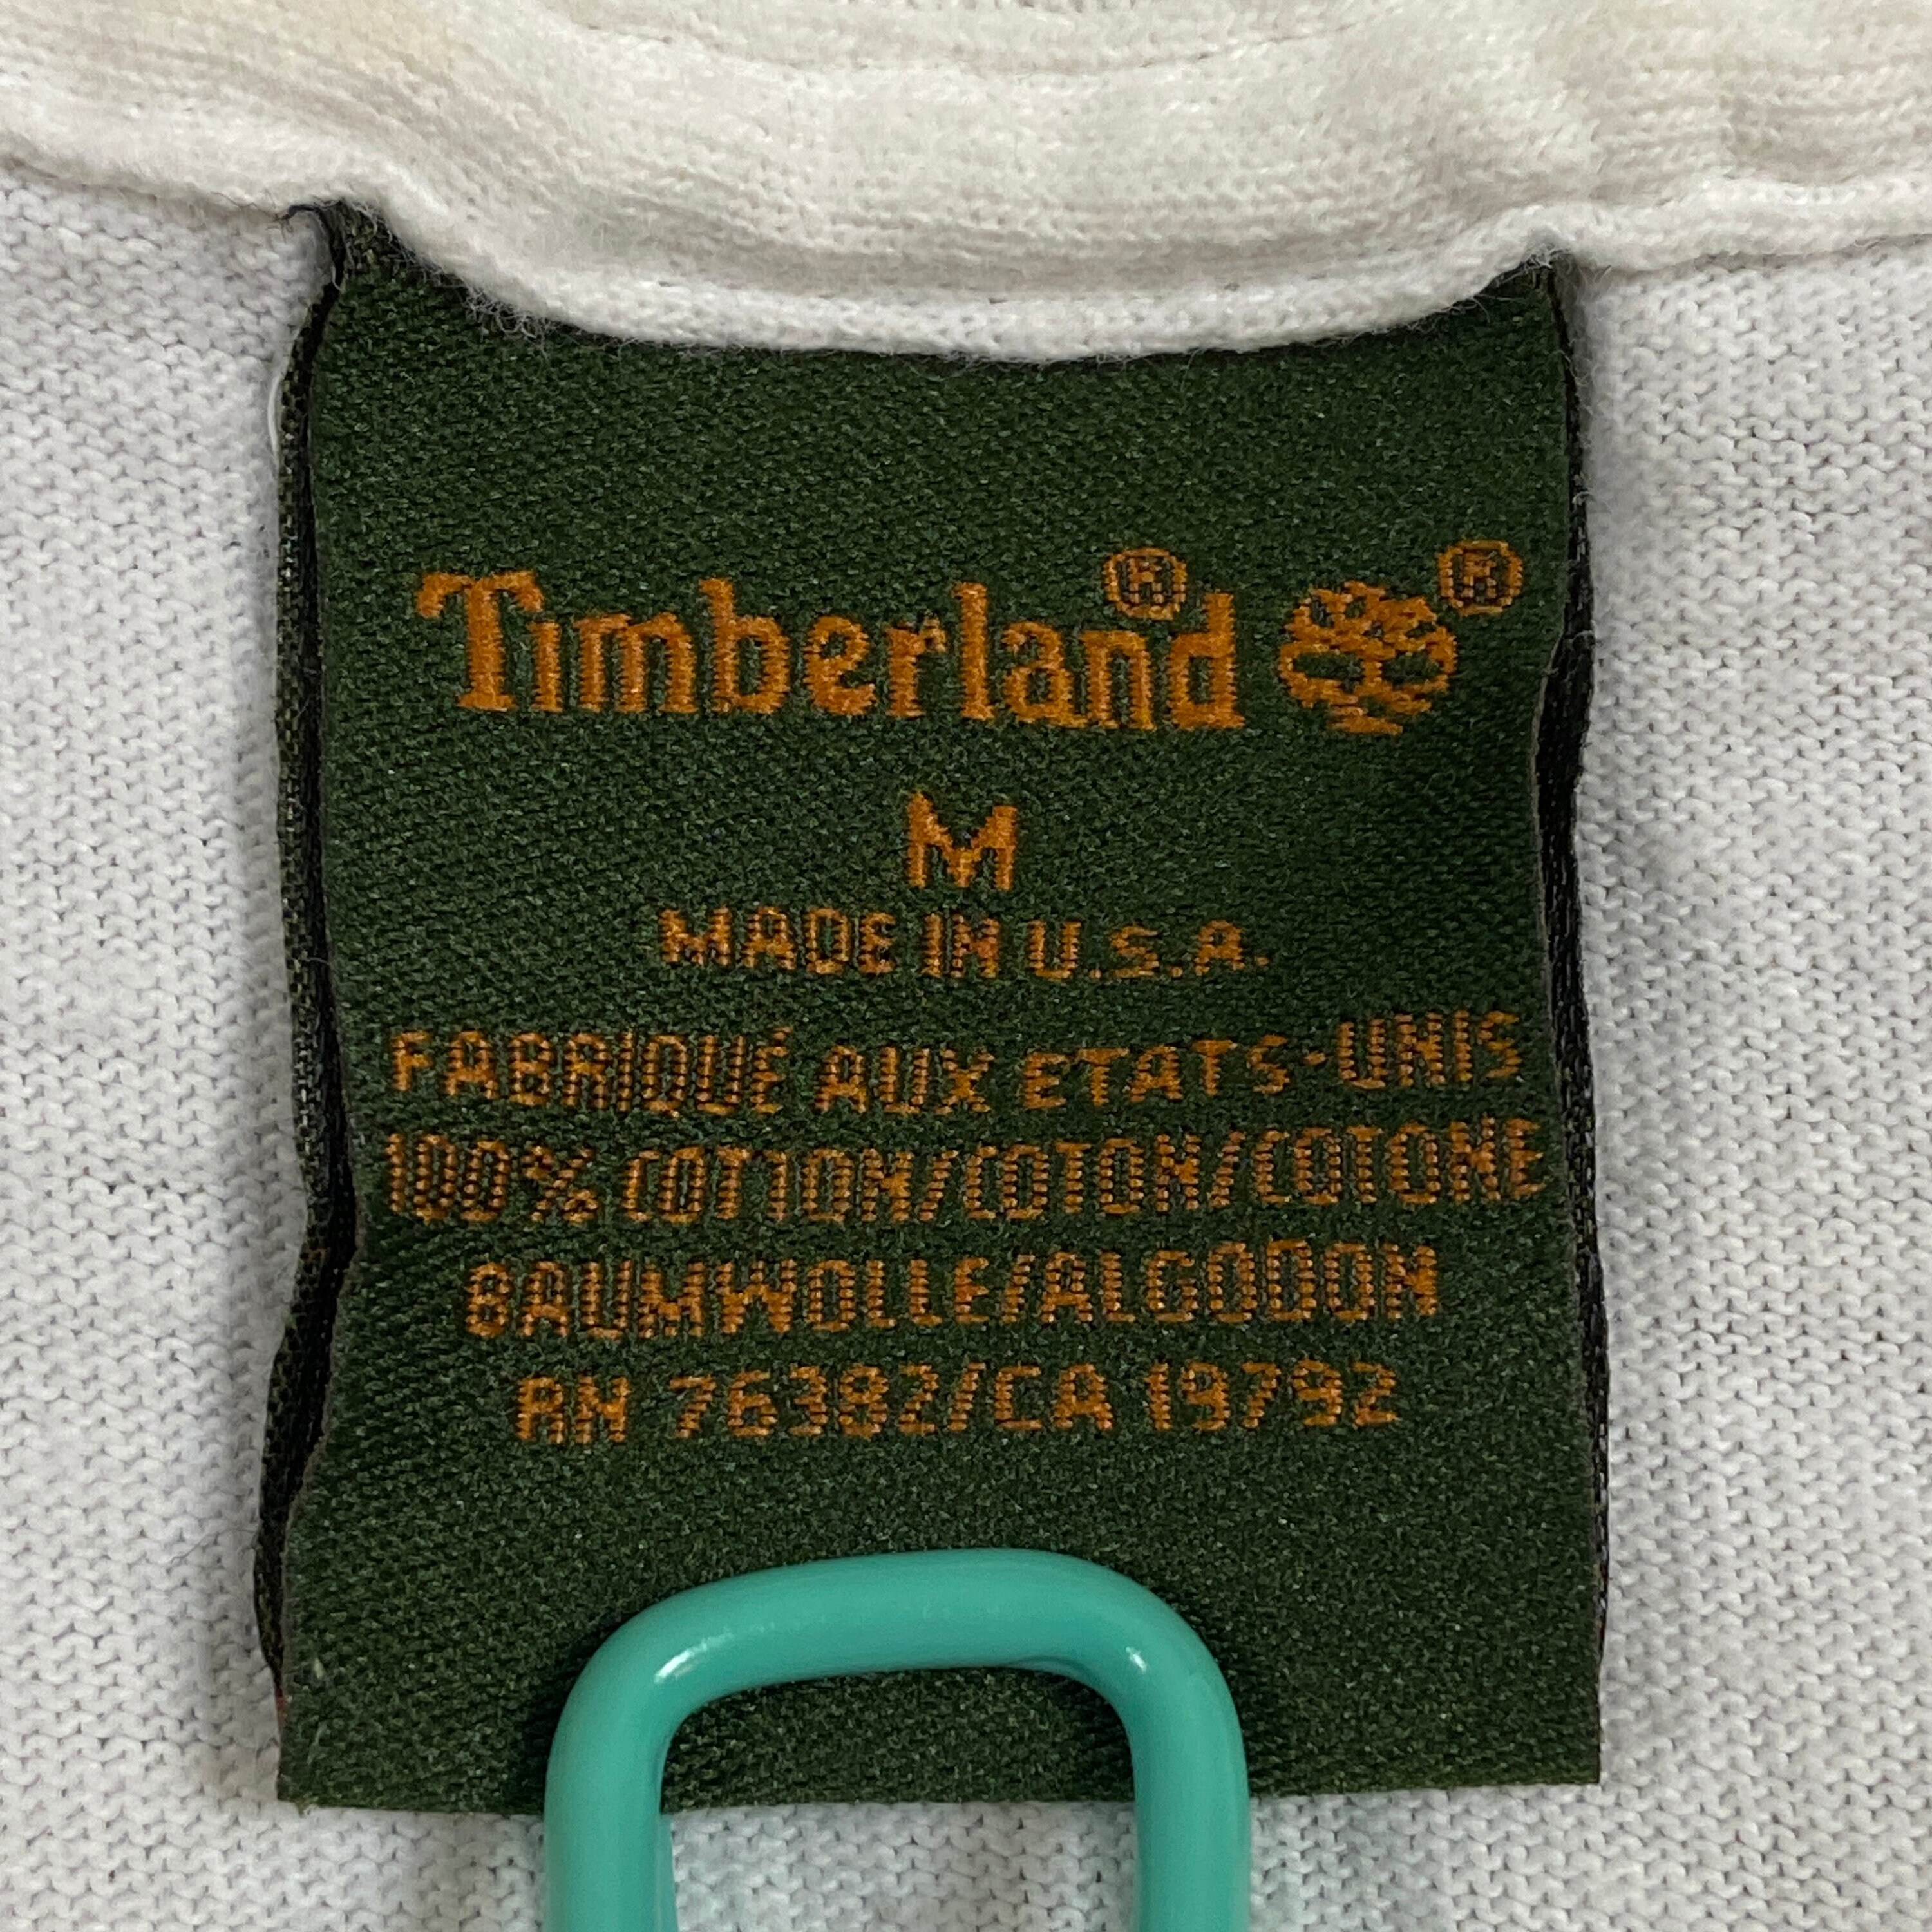 Timberland® ®
M
MADE IN U.S.A.
FABRIQUÉ AUX ETATS-UNIS
100% COTTON/COTON/COTONE
BAUMWOLLE/ALGODON
RN 76382/CA 19792